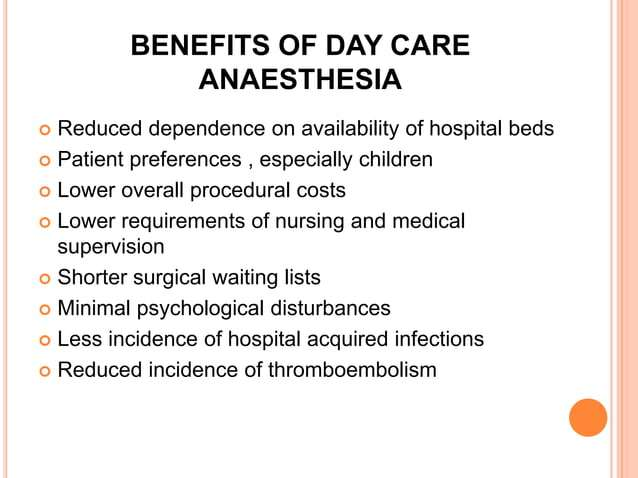 BENEFITS OF DAY CARE
ANAESTHESIA
Reduced dependence on availability of hospital beds
Patient preferences , especially children
Lower overall procedural costs
Lower requirements of nursing and medical
supervision
Shorter surgical waiting lists
Minimal psychological disturbances
Less incidence of hospital acquired infections
Reduced incidence of thromboembolism